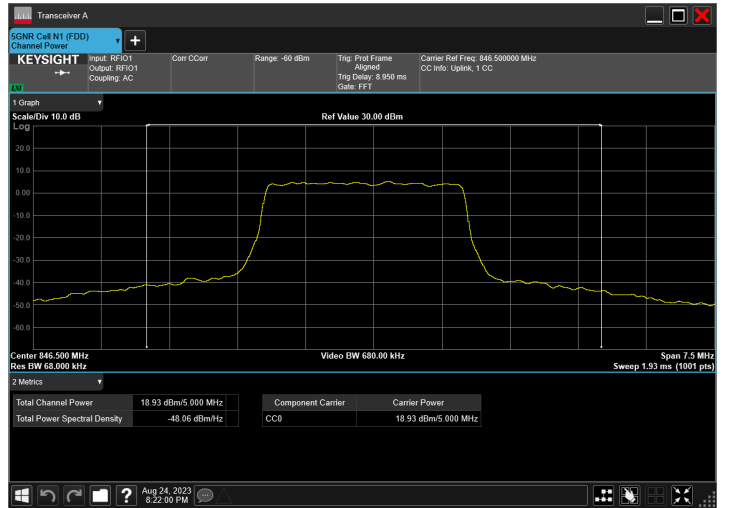 Transceiver A
5GNR Cell N1 (FDD)
Channel Power
KEYSIGHT
LXI
Input: RFIO1
Output: RFIO1
Coupling: AC
Corr CCorr
Range: -60 dBm
Trig: Prot Frame
Aligned
Trig Delay: 8.950 ms
Gate: FFT
Carrier Ref Freq: 846.500000 MHz
CC Info: Uplink, 1 CC
1 Graph
Scale/Div 10.0 dB
Ref Value 30.00 dBm
Log
20.0
10.0
0.00
-10.0
-20.0
-30.0
-40.0
-50.0
-60.0
Center 846.500 MHz
Video BW 680.00 kHz
Span 7.5 MHz
Res BW 68.000 kHz
Sweep 1.93 ms (1001 pts)
2 Metrics
Total Channel Power 18.93 dBm/5.000 MHz
Total Power Spectral Density -48.06 dBm/Hz
Component Carrier Carrier Power
CC0 18.93 dBm/5.000 MHz
?
Aug 24, 2023
8:22:00 PM